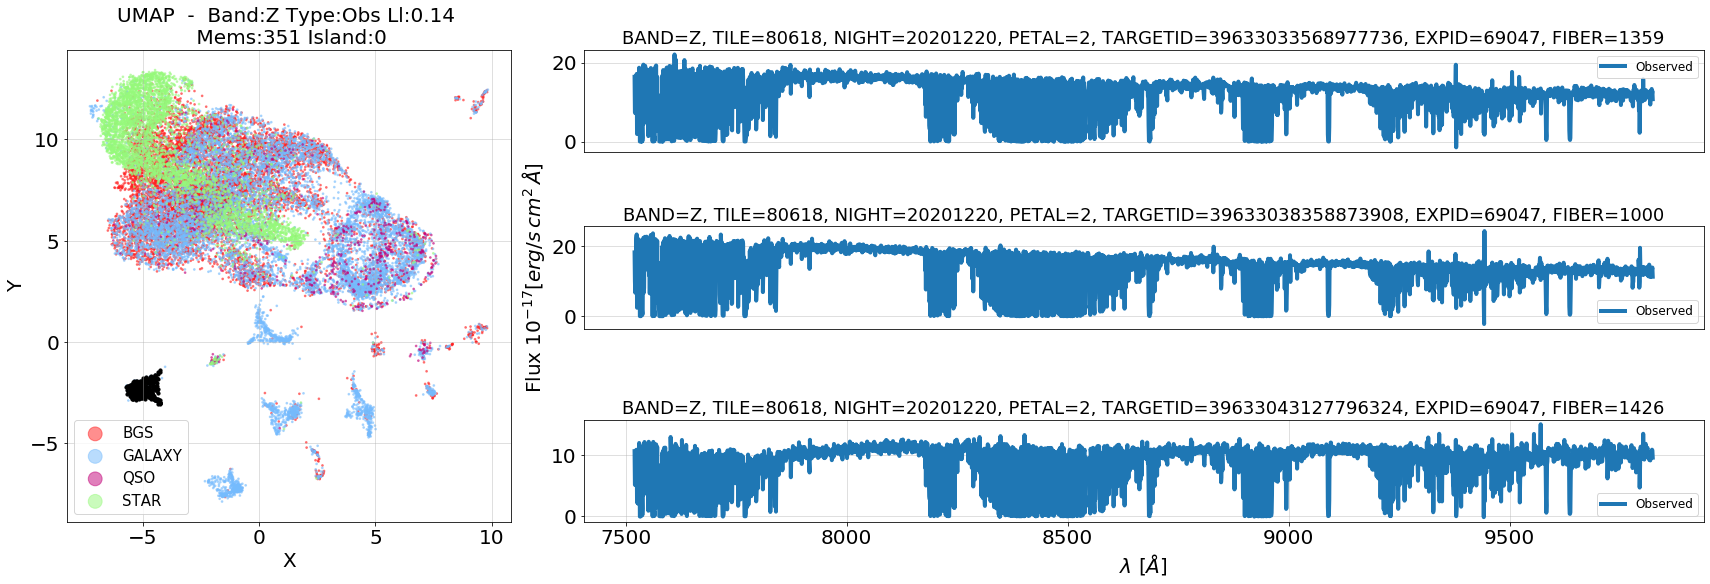 UMAP  -  Band:Z Type:Obs Ll:0.14
Mems:351 Island:0
Y
10
5
0
−5
BGS
GALAXY
QSO
STAR
−5
0
5
10
X
Flux 10^{-17}[erg/s cm^2 Å]
BAND=Z, TILE=80618, NIGHT=20201220, PETAL=2, TARGETID=39633033568977736, EXPID=69047, FIBER=1359
20
0
Observed
BAND=Z, TILE=80618, NIGHT=20201220, PETAL=2, TARGETID=39633038358873908, EXPID=69047, FIBER=1000
20
0
Observed
BAND=Z, TILE=80618, NIGHT=20201220, PETAL=2, TARGETID=39633043127796324, EXPID=69047, FIBER=1426
10
0
Observed
7500
8000
8500
9000
9500
λ [Å]